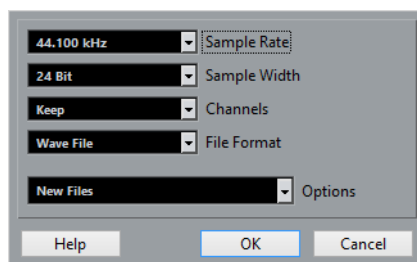 44.100 kHz Sample Rate
24 Bit Sample Width
Keep Channels
Wave File File Format
New Files Options
Help OK Cancel